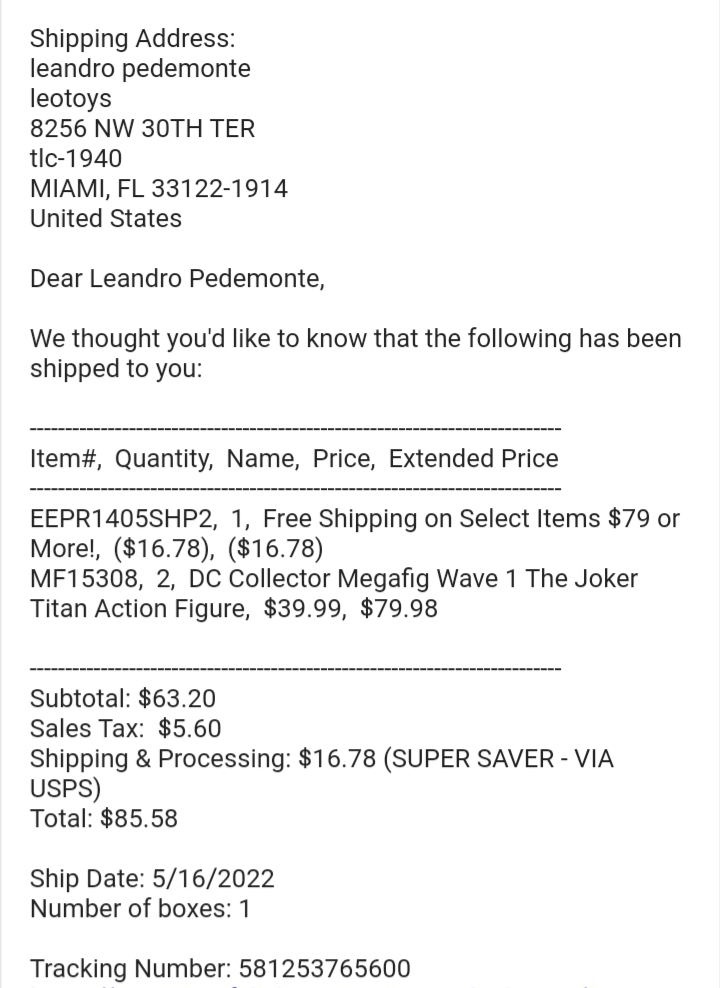 Shipping Address:
leandro pedemonte
leotoys
8256 NW 30TH TER
tlc-1940
MIAMI, FL 33122-1914
United States
Dear Leandro Pedemonte,
We thought you'd like to know that the following has been
shipped to you:
----------------------------------------------------------------------------
Item#,  Quantity,  Name,  Price,  Extended Price
----------------------------------------------------------------------------
EEPR1405SHP2,  1,  Free Shipping on Select Items $79 or
More!,  ($16.78),  ($16.78)
MF15308,  2,  DC Collector Megafig Wave 1 The Joker
Titan Action Figure,  $39.99,  $79.98
----------------------------------------------------------------------------
Subtotal: $63.20
Sales Tax:  $5.60
Shipping & Processing: $16.78 (SUPER SAVER - VIA
USPS)
Total: $85.58
Ship Date: 5/16/2022
Number of boxes: 1
Tracking Number: 581253765600